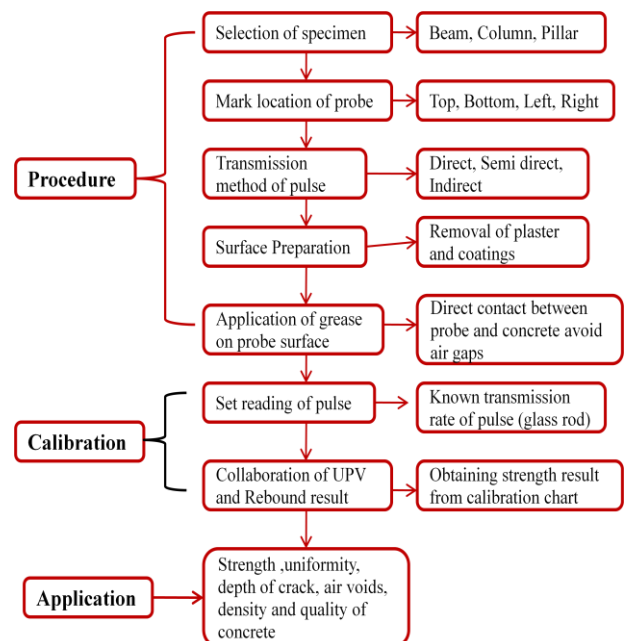 Selection of specimen
Beam, Column, Pillar
Mark location of probe
Top, Bottom, Left, Right
Procedure
Transmission
method of pulse
Direct, Semi direct,
Indirect
Surface Preparation
Removal of plaster
and coatings
Application of grease
on probe surface
Direct contact between
probe and concrete avoid
air gaps
Calibration
Set reading of pulse
Known transmission
rate of pulse (glass rod)
Collaboration of UPV
and Rebound result
Obtaining strength result
from calibration chart
Application
Strength ,uniformity,
depth of crack, air voids,
density and quality of
concrete